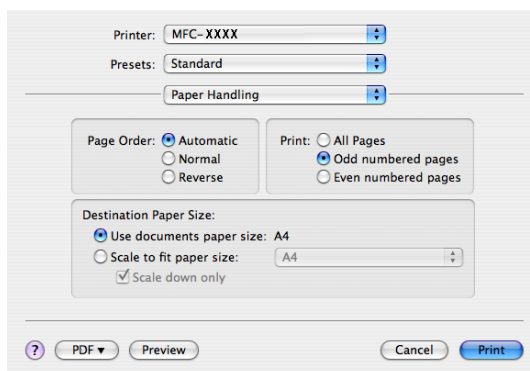 Printer: MFC-XXXX
Presets: Standard
Paper Handling
Page Order: Automatic
Normal
Reverse
Print: All Pages
Odd numbered pages
Even numbered pages
Destination Paper Size:
Use documents paper size: A4
Scale to fit paper size: A4
Scale down only
? PDF▼ Preview Cancel Print